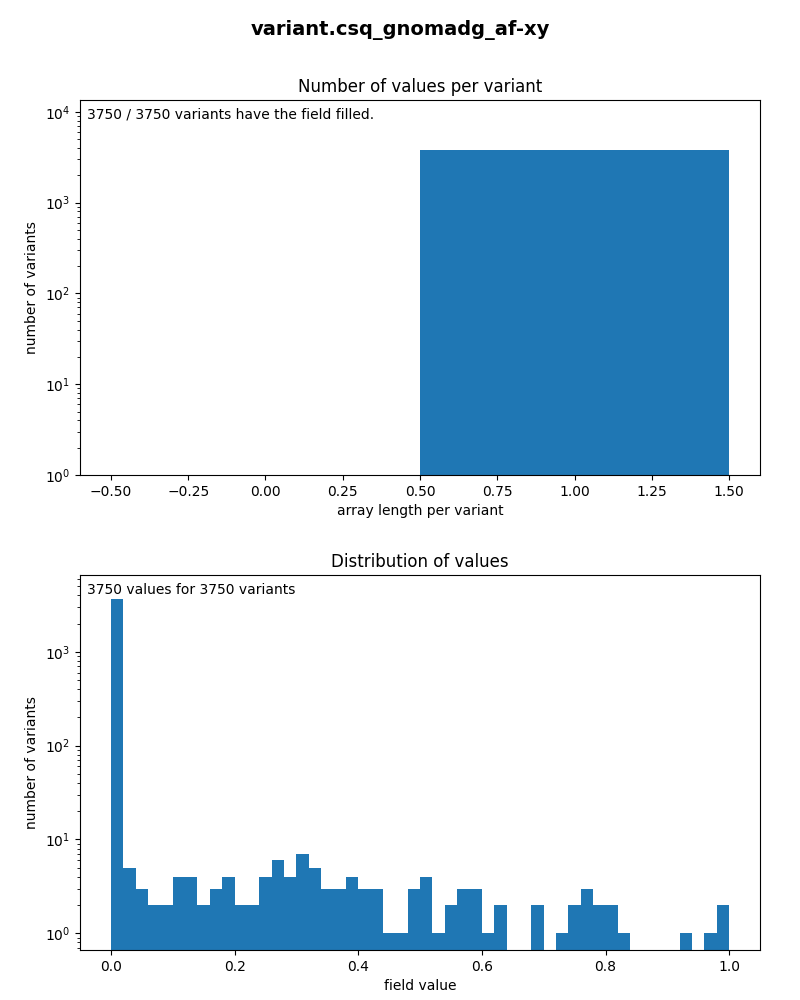 variant.csq_gnomadg_af-xy
Number of values per variant
3750 / 3750 variants have the field filled.
10^4
10^3
10^2
10^1
10^0
number of variants
−0.50 −0.25 0.00 0.25 0.50 0.75 1.00 1.25 1.50
array length per variant
Distribution of values
3750 values for 3750 variants
10^3
10^2
10^1
10^0
number of variants
0.0 0.2 0.4 0.6 0.8 1.0
field value